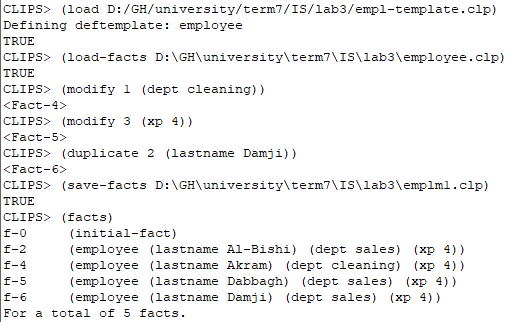 CLIPS> (load D:/GH/university/term7/IS/lab3/empl-template.clp)
Defining deftemplate: employee
TRUE
CLIPS> (load-facts D:\GH\university\term7\IS\lab3\employee.clp)
TRUE
CLIPS> (modify 1 (dept cleaning))
<Fact-4>
CLIPS> (modify 3 (xp 4))
<Fact-5>
CLIPS> (duplicate 2 (lastname Damji))
<Fact-6>
CLIPS> (save-facts D:\GH\university\term7\IS\lab3\emplm1.clp)
TRUE
CLIPS> (facts)
f-0     (initial-fact)
f-2     (employee (lastname Al-Bishi) (dept sales) (xp 4))
f-4     (employee (lastname Akram) (dept cleaning) (xp 4))
f-5     (employee (lastname Dabbagh) (dept sales) (xp 4))
f-6     (employee (lastname Damji) (dept sales) (xp 4))
For a total of 5 facts.